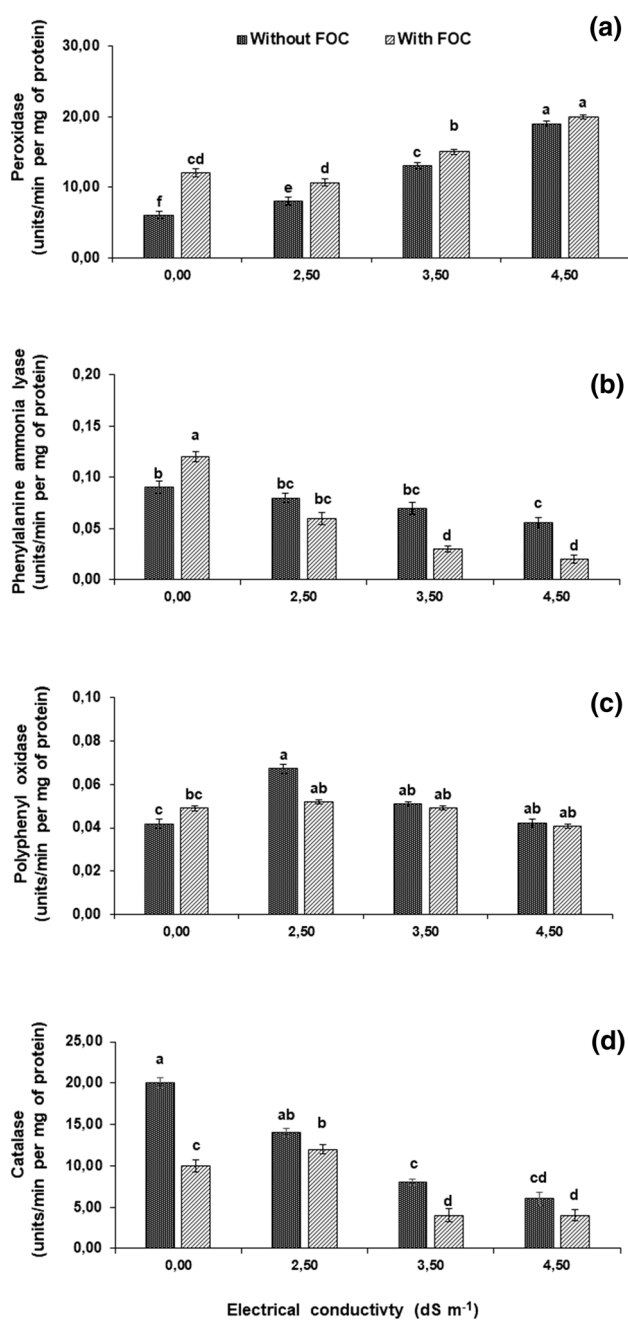 (a)
Without FOC With FOC
Peroxidase
(units/min per mg of protein)
30,00
20,00
10,00
0,00
f cd e d c b a a
0,00 2,50 3,50 4,50
(b)
Phenylalanine ammonia lyase
(units/min per mg of protein)
0,20
0,15
0,10
0,05
0,00
b a bc bc bc d c d
0,00 2,50 3,50 4,50
(c)
Polyphenyl oxidase
(units/min per mg of protein)
0,10
0,08
0,06
0,04
0,02
0,00
c bc a ab ab ab ab ab
0,00 2,50 3,50 4,50
(d)
Catalase
(units/min per mg of protein)
25,00
20,00
15,00
10,00
5,00
0,00
a c ab b c d cd d
0,00 2,50 3,50 4,50
Electrical conductivty (dS m-1)